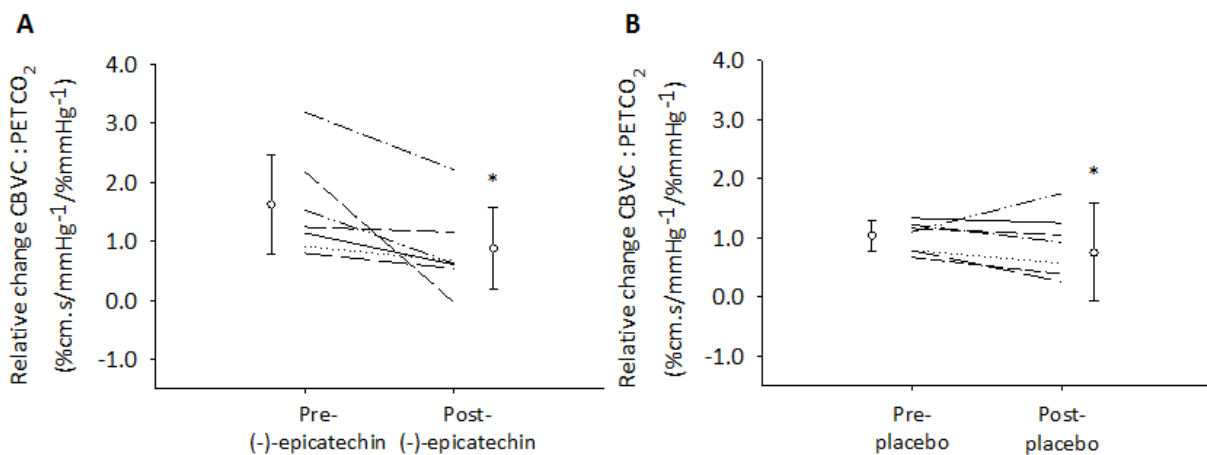 A
Relative change CBVC : PETCO₂
(%cm.s/mmHg⁻¹/%mmHg⁻¹)
4.0
3.0
2.0
1.0
0.0
-1.0
*
Pre-
(-)-epicatechin
Post-
(-)-epicatechin
B
Relative change CBVC : PETCO₂
(%cm.s/mmHg⁻¹/%mmHg⁻¹)
4.0
3.0
2.0
1.0
0.0
-1.0
*
Pre-
placebo
Post-
placebo